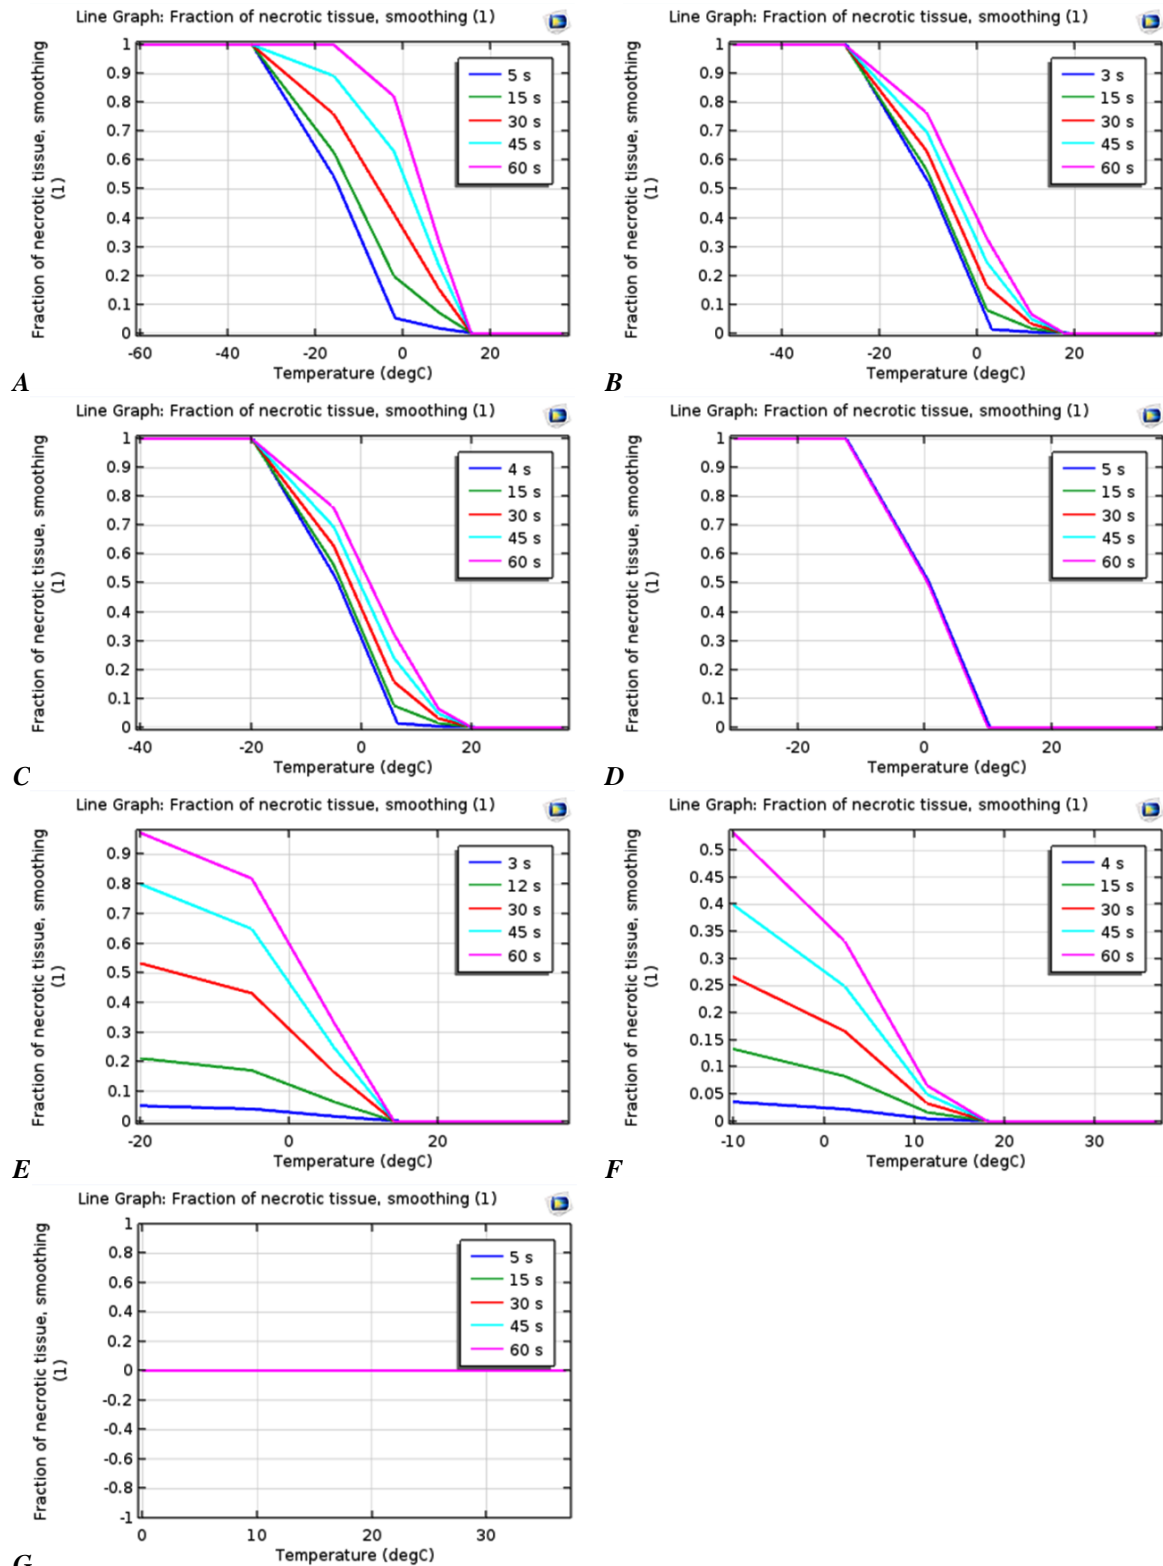 Line Graph: Fraction of necrotic tissue, smoothing (1)
Fraction of necrotic tissue, smoothing
(1)
1
0.9
0.8
0.7
0.6
0.5
0.4
0.3
0.2
0.1
0
-60 -40 -20 0 20
Temperature (degC)
5 s
15 s
30 s
45 s
60 s
A
Line Graph: Fraction of necrotic tissue, smoothing (1)
Fraction of necrotic tissue, smoothing
(1)
1
0.9
0.8
0.7
0.6
0.5
0.4
0.3
0.2
0.1
0
-40 -20 0 20
Temperature (degC)
3 s
15 s
30 s
45 s
60 s
B
Line Graph: Fraction of necrotic tissue, smoothing (1)
Fraction of necrotic tissue, smoothing
(1)
1
0.9
0.8
0.7
0.6
0.5
0.4
0.3
0.2
0.1
0
-40 -20 0 20
Temperature (degC)
4 s
15 s
30 s
45 s
60 s
C
Line Graph: Fraction of necrotic tissue, smoothing (1)
Fraction of necrotic tissue, smoothing
(1)
1
0.9
0.8
0.7
0.6
0.5
0.4
0.3
0.2
0.1
0
-20 0 20
Temperature (degC)
5 s
15 s
30 s
45 s
60 s
D
Line Graph: Fraction of necrotic tissue, smoothing (1)
Fraction of necrotic tissue, smoothing
(1)
0.9
0.8
0.7
0.6
0.5
0.4
0.3
0.2
0.1
0
-20 0 20
Temperature (degC)
3 s
12 s
30 s
45 s
60 s
E
Line Graph: Fraction of necrotic tissue, smoothing (1)
Fraction of necrotic tissue, smoothing
(1)
0.5
0.45
0.4
0.35
0.3
0.25
0.2
0.15
0.1
0.05
0
-10 0 10 20 30
Temperature (degC)
4 s
15 s
30 s
45 s
60 s
F
Line Graph: Fraction of necrotic tissue, smoothing (1)
Fraction of necrotic tissue, smoothing
(1)
1
0.8
0.6
0.4
0.2
0
-0.2
-0.4
-0.6
-0.8
-1
0 10 20 30
Temperature (degC)
5 s
15 s
30 s
45 s
60 s
G